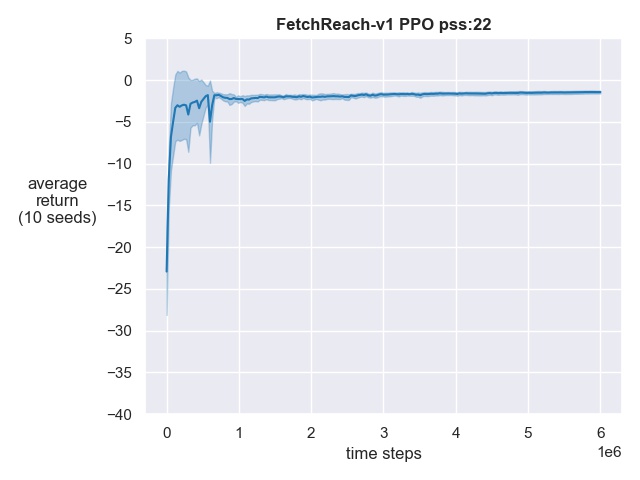 FetchReach-v1 PPO pss:22
5
0
−5
−10
−15
−20
−25
−30
−35
−40
average
return
(10 seeds)
0 1 2 3 4 5 6
time steps
1e6